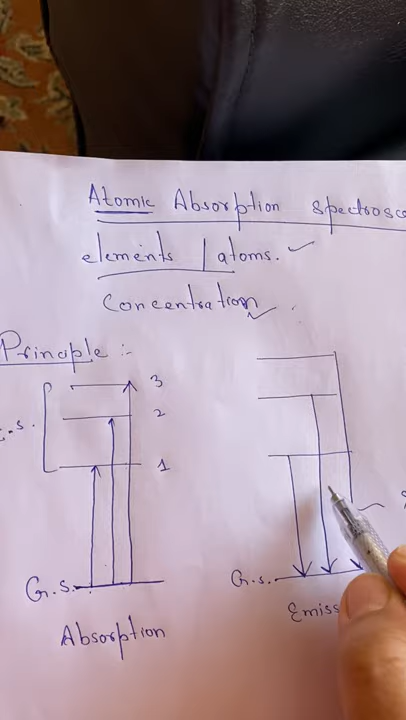 Atomic Absorption spectrosc
elements / atoms. ✓
Concentration ✓.
Principle :-
3
2
.s.
1
G.s.
G.s.
Absorption
Emiss